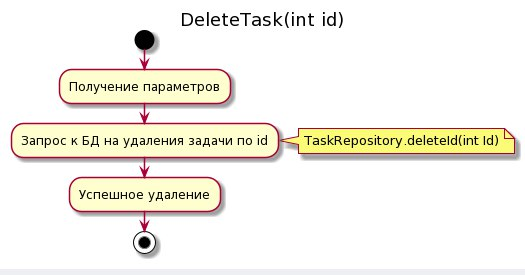 DeleteTask(int id)
Получение параметров
Запрос к БД на удаления задачи по id
TaskRepository.deleteId(int Id)
Успешное удаление